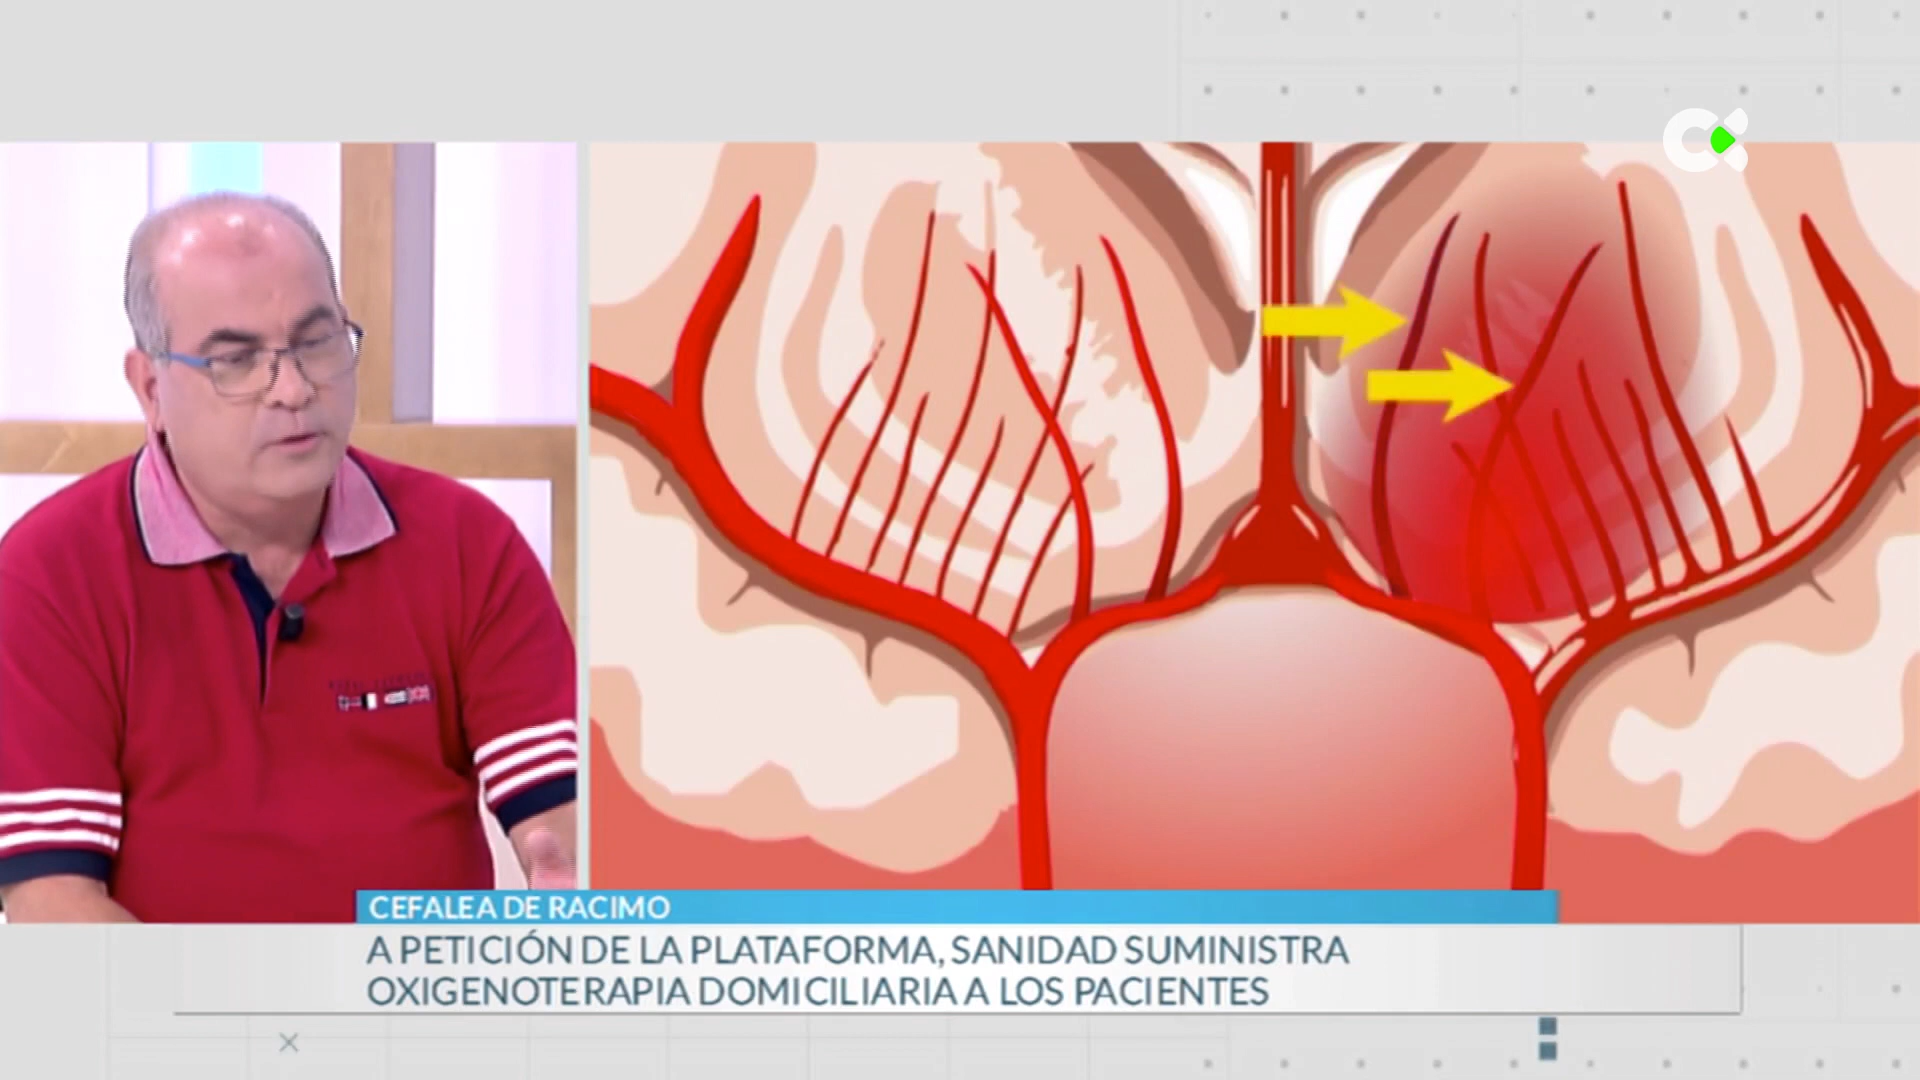 CEFALEA DE RACIMO
A PETICIÓN DE LA PLATAFORMA, SANIDAD SUMINISTRA
OXIGENOTERAPIA DOMICILIARIA A LOS PACIENTES